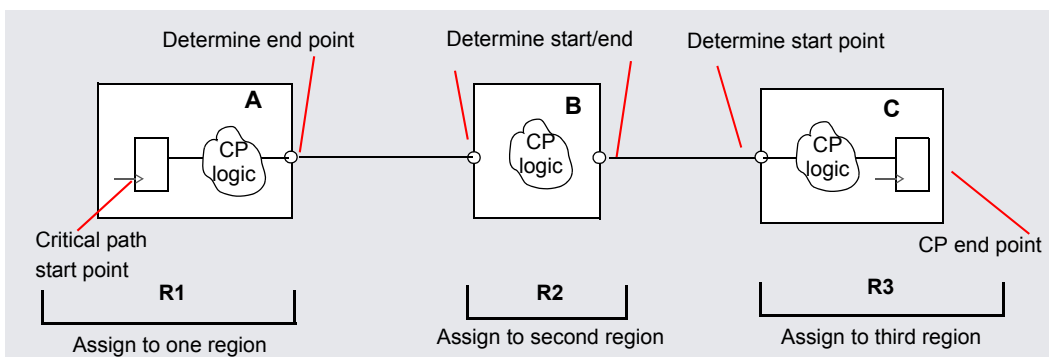 Determine end point
Determine start/end
Determine start point
A
B
C
CP
logic
CP
logic
CP
logic
Critical path
start point
CP end point
R1
R2
R3
Assign to one region
Assign to second region
Assign to third region